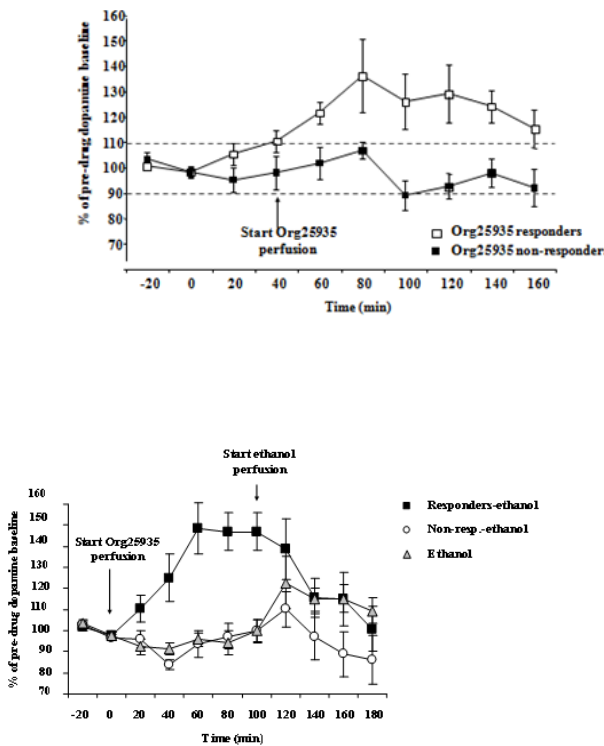 160
150
140
130
120
110
100
90
80
70
60
% of pre-drug dopamine baseline
Start Org25935
perfusion
Org25935 responders
Org25935 non-responders
-20 0 20 40 60 80 100 120 140 160
Time (min)
Start ethanol
perfusion
160
150
140
130
120
110
100
90
80
70
% of pre-drug dopamine baseline
Start Org25935
perfusion
Responders-ethanol
Non-resp.-ethanol
Ethanol
-20 0 20 40 60 80 100 120 140 160 180
Time (min)